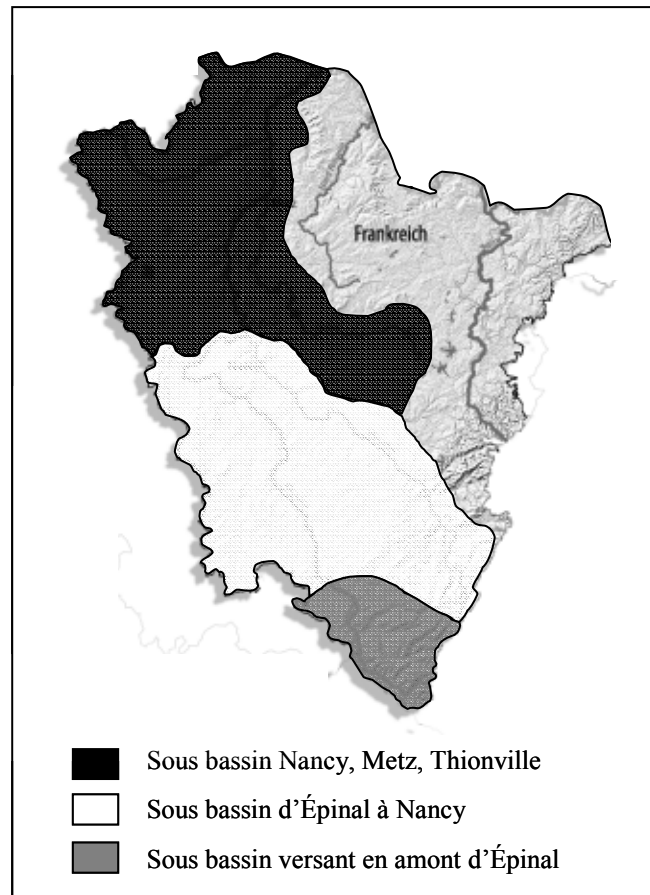 Frankreich
Sous bassin Nancy, Metz, Thionville
Sous bassin d'Épinal à Nancy
Sous bassin versant en amont d'Épinal